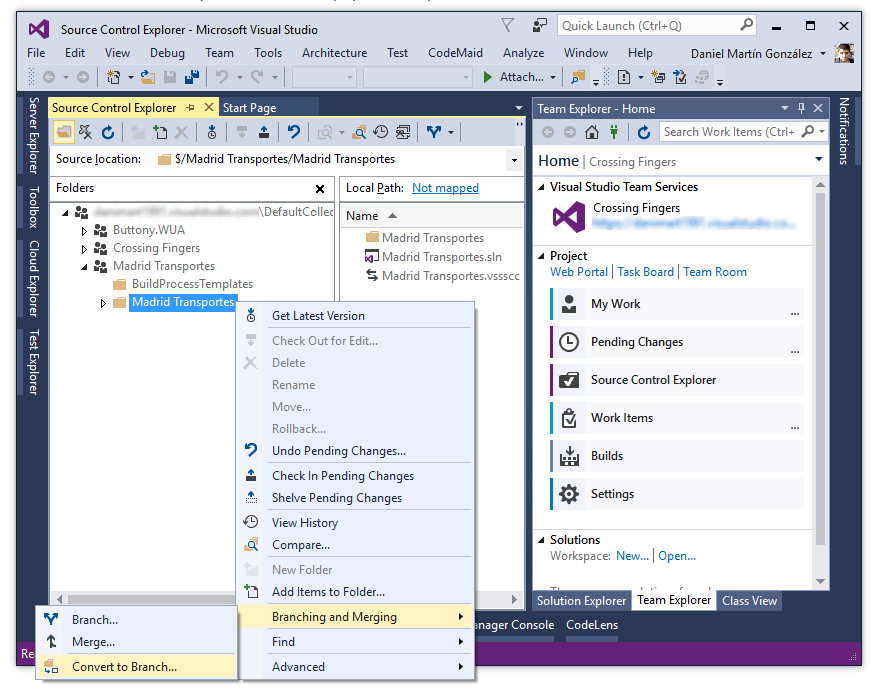 Source Control Explorer - Microsoft Visual Studio
Quick Launch (Ctrl+Q)
File Edit View Debug Team Tools Architecture Test CodeMaid Analyze Window Help Daniel Martín González
Attach...
Server Explorer
Toolbox
Cloud Explorer
Test Explorer
Source Control Explorer
Start Page
Source Location: $/Madrid Transportes/Madrid Transportes
Folders
Local Path: Not mapped
\DefaultCollec
Buttony.WUA
Crossing Fingers
Madrid Transportes
BuildProcessTemplates
Madrid Transportes
Name
Madrid Transportes
Madrid Transportes.sln
Madrid Transportes.vssscc
Get Latest Version
Check Out for Edit...
Delete
Rename
Move...
Rollback...
Undo Pending Changes...
Check In Pending Changes
Shelve Pending Changes
View History
Compare...
New Folder
Add Items to Folder...
Branching and Merging
Find
Advanced
Branch...
Merge...
Convert to Branch...
Re
nager Console
CodeLens
Team Explorer - Home
Search Work Items (Ctrl+
Home | Crossing Fingers
Visual Studio Team Services
Crossing Fingers
Project
Web Portal | Task Board | Team Room
My Work
...
Pending Changes
...
Source Control Explorer
Work Items
...
Builds
Settings
Solutions
Workspace: New... | Open...
Solution Explorer
Team Explorer
Class View
Notifications